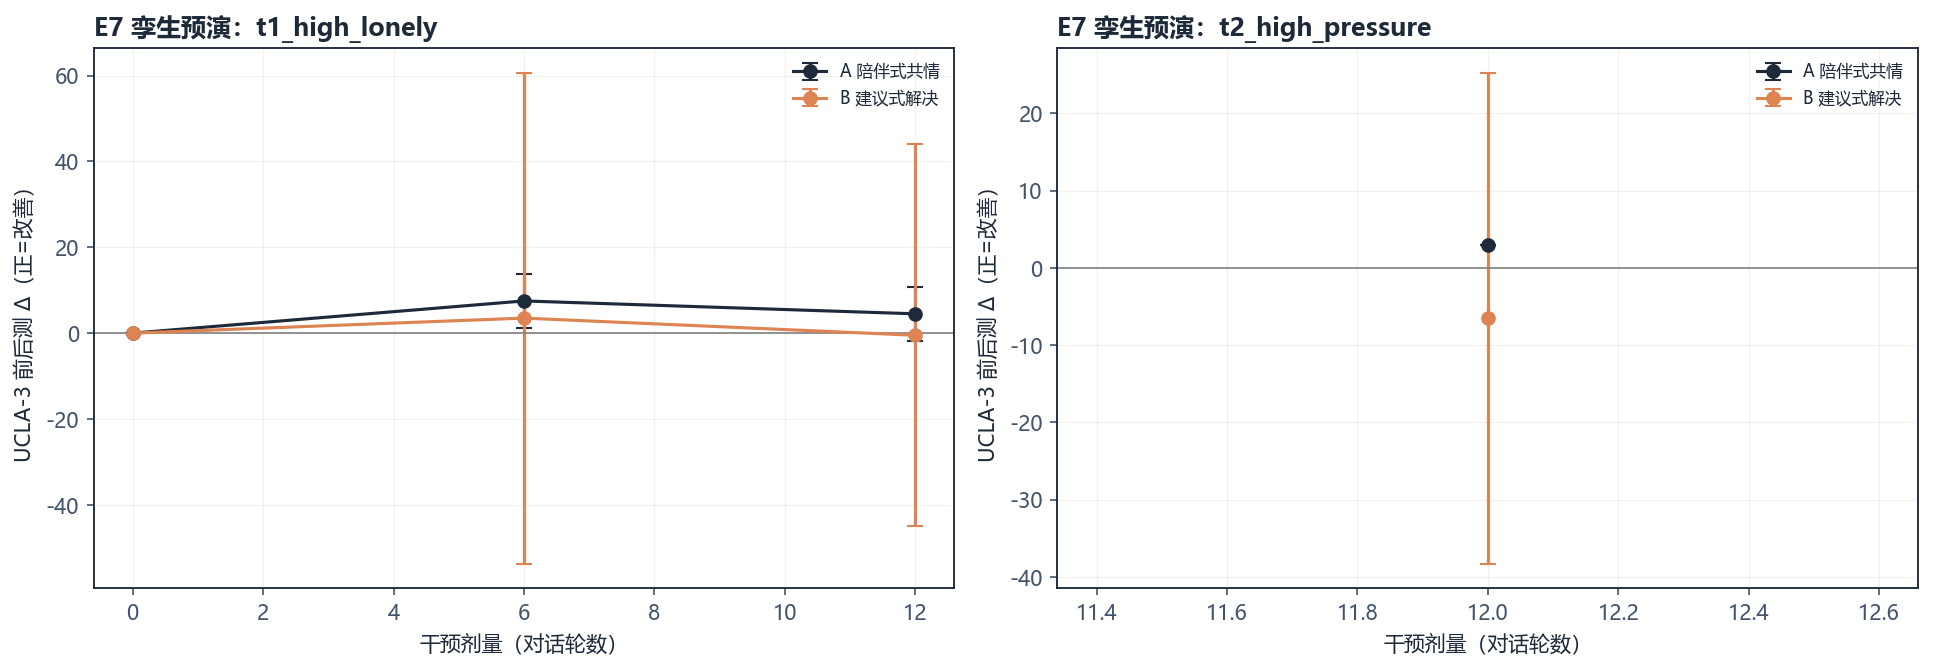 E7 孪生预演：t1_high_lonely
A 陪伴式共情
B 建议式解决
UCLA-3 前后测 Δ（正=改善）
60
40
20
0
-20
-40
0 2 4 6 8 10 12
干预剂量（对话轮数）
E7 孪生预演：t2_high_pressure
A 陪伴式共情
B 建议式解决
UCLA-3 前后测 Δ（正=改善）
20
10
0
-10
-20
-30
-40
11.4 11.6 11.8 12.0 12.2 12.4 12.6
干预剂量（对话轮数）